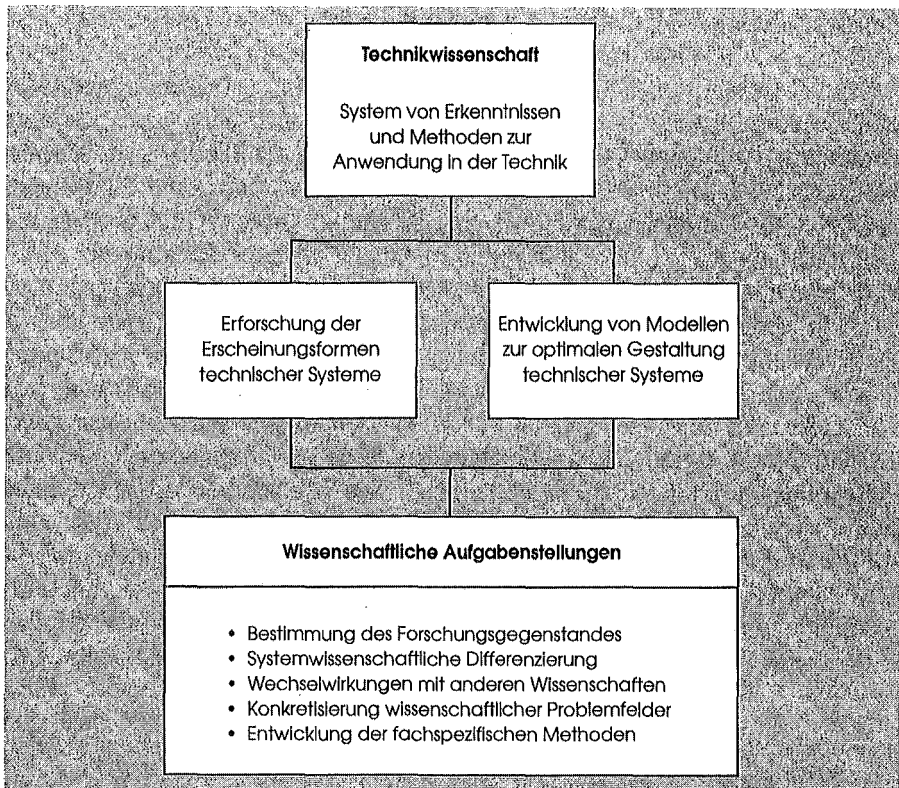 Technikwissenschaft
System von Erkenntnissen
und Methoden zur
Anwendung in der Technik
Erforschung der
Erscheinungsformen
technischer Systeme
Entwicklung von Modellen
zur optimalen Gestaltung
technischer Systeme
Wissenschaftliche Aufgabenstellungen
• Bestimmung des Forschungsgegenstandes
• Systemwissenschaftliche Differenzierung
• Wechselwirkungen mit anderen Wissenschaften
• Konkretisierung wissenschaftlicher Problemfelder
• Entwicklung der fachspezifischen Methoden